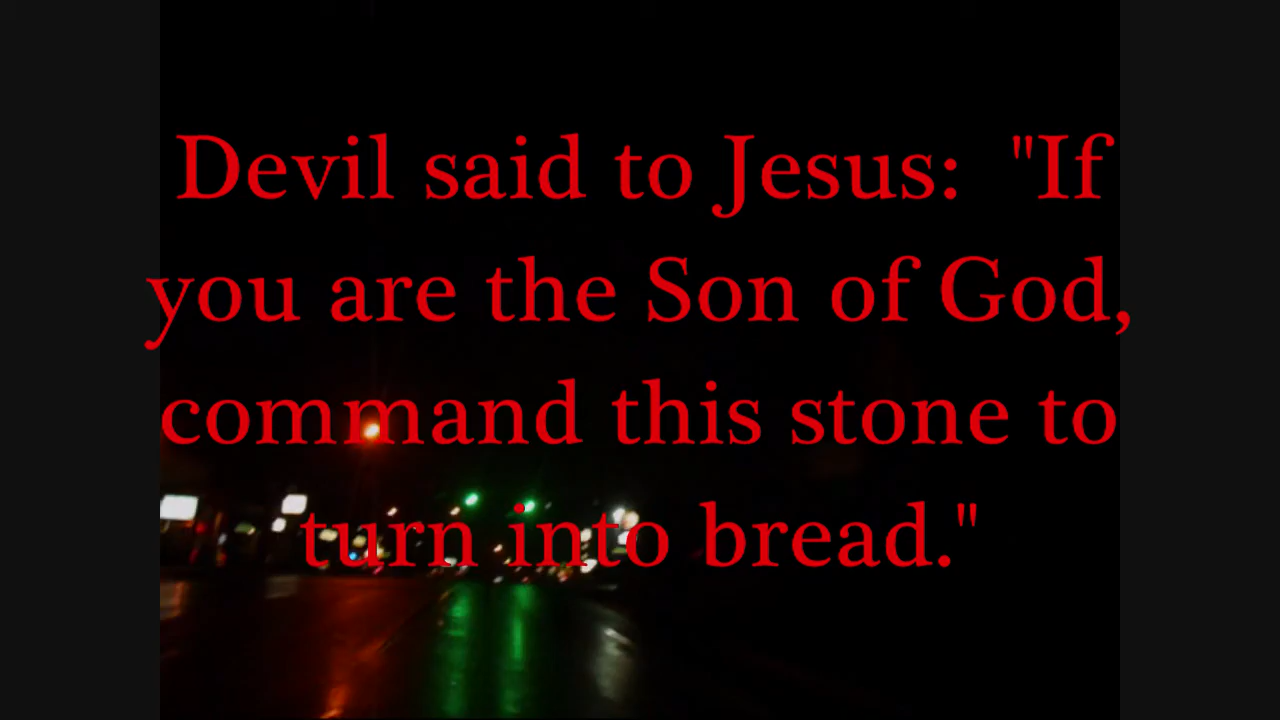 Devil said to Jesus:  "If
you are the Son of God,
command this stone to
turn into bread."